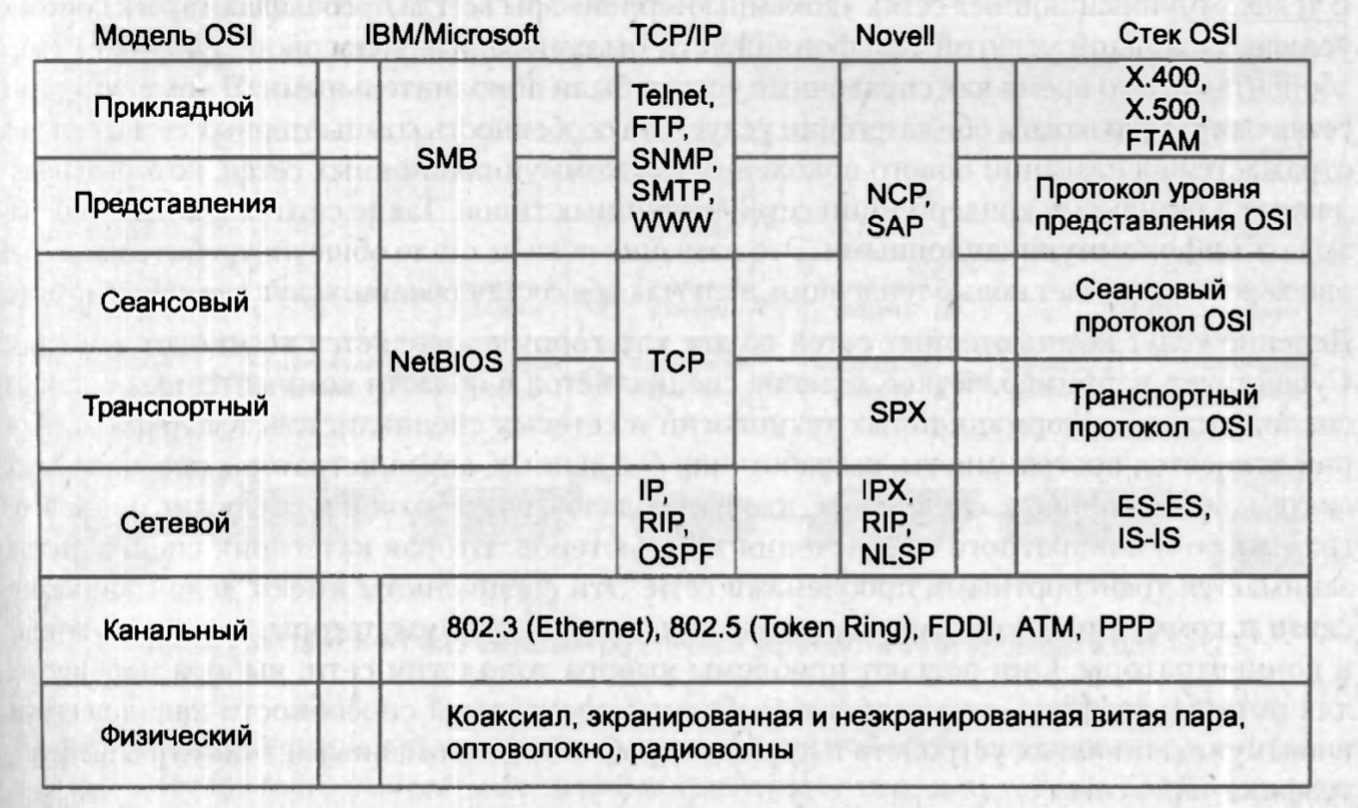 Модель OSI IBM/Microsoft TCP/IP Novell Стек OSI
Прикладной
Telnet,
FTP,
SNMP,
SMTP,
WWW
X.400,
X.500,
FTAM
SMB
Представления
NCP,
SAP
Протокол уровня
представления OSI
Сеансовый
Сеансовый
протокол OSI
NetBIOS
TCP
Транспортный
SPX
Транспортный
протокол OSI
Сетевой
IP,
RIP,
OSPF
IPX,
RIP,
NLSP
ES-ES,
IS-IS
Канальный
802.3 (Ethernet), 802.5 (Token Ring), FDDI, ATM, PPP
Физический
Коаксиал, экранированная и неэкранированная витая пара,
оптоволокно, радиоволны